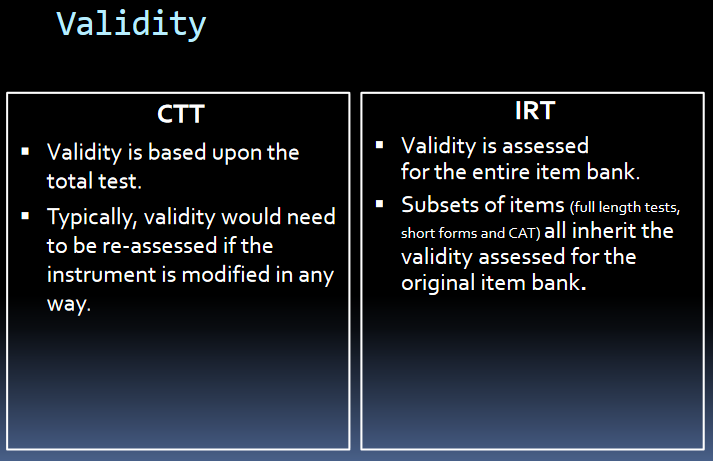 Validity
CTT
▪ Validity is based upon the
total test.
▪ Typically, validity would need
to be re-assessed if the
instrument is modified in any
way.
IRT
▪ Validity is assessed
for the entire item bank.
▪ Subsets of items (full length tests,
short forms and CAT) all inherit the
validity assessed for the
original item bank.